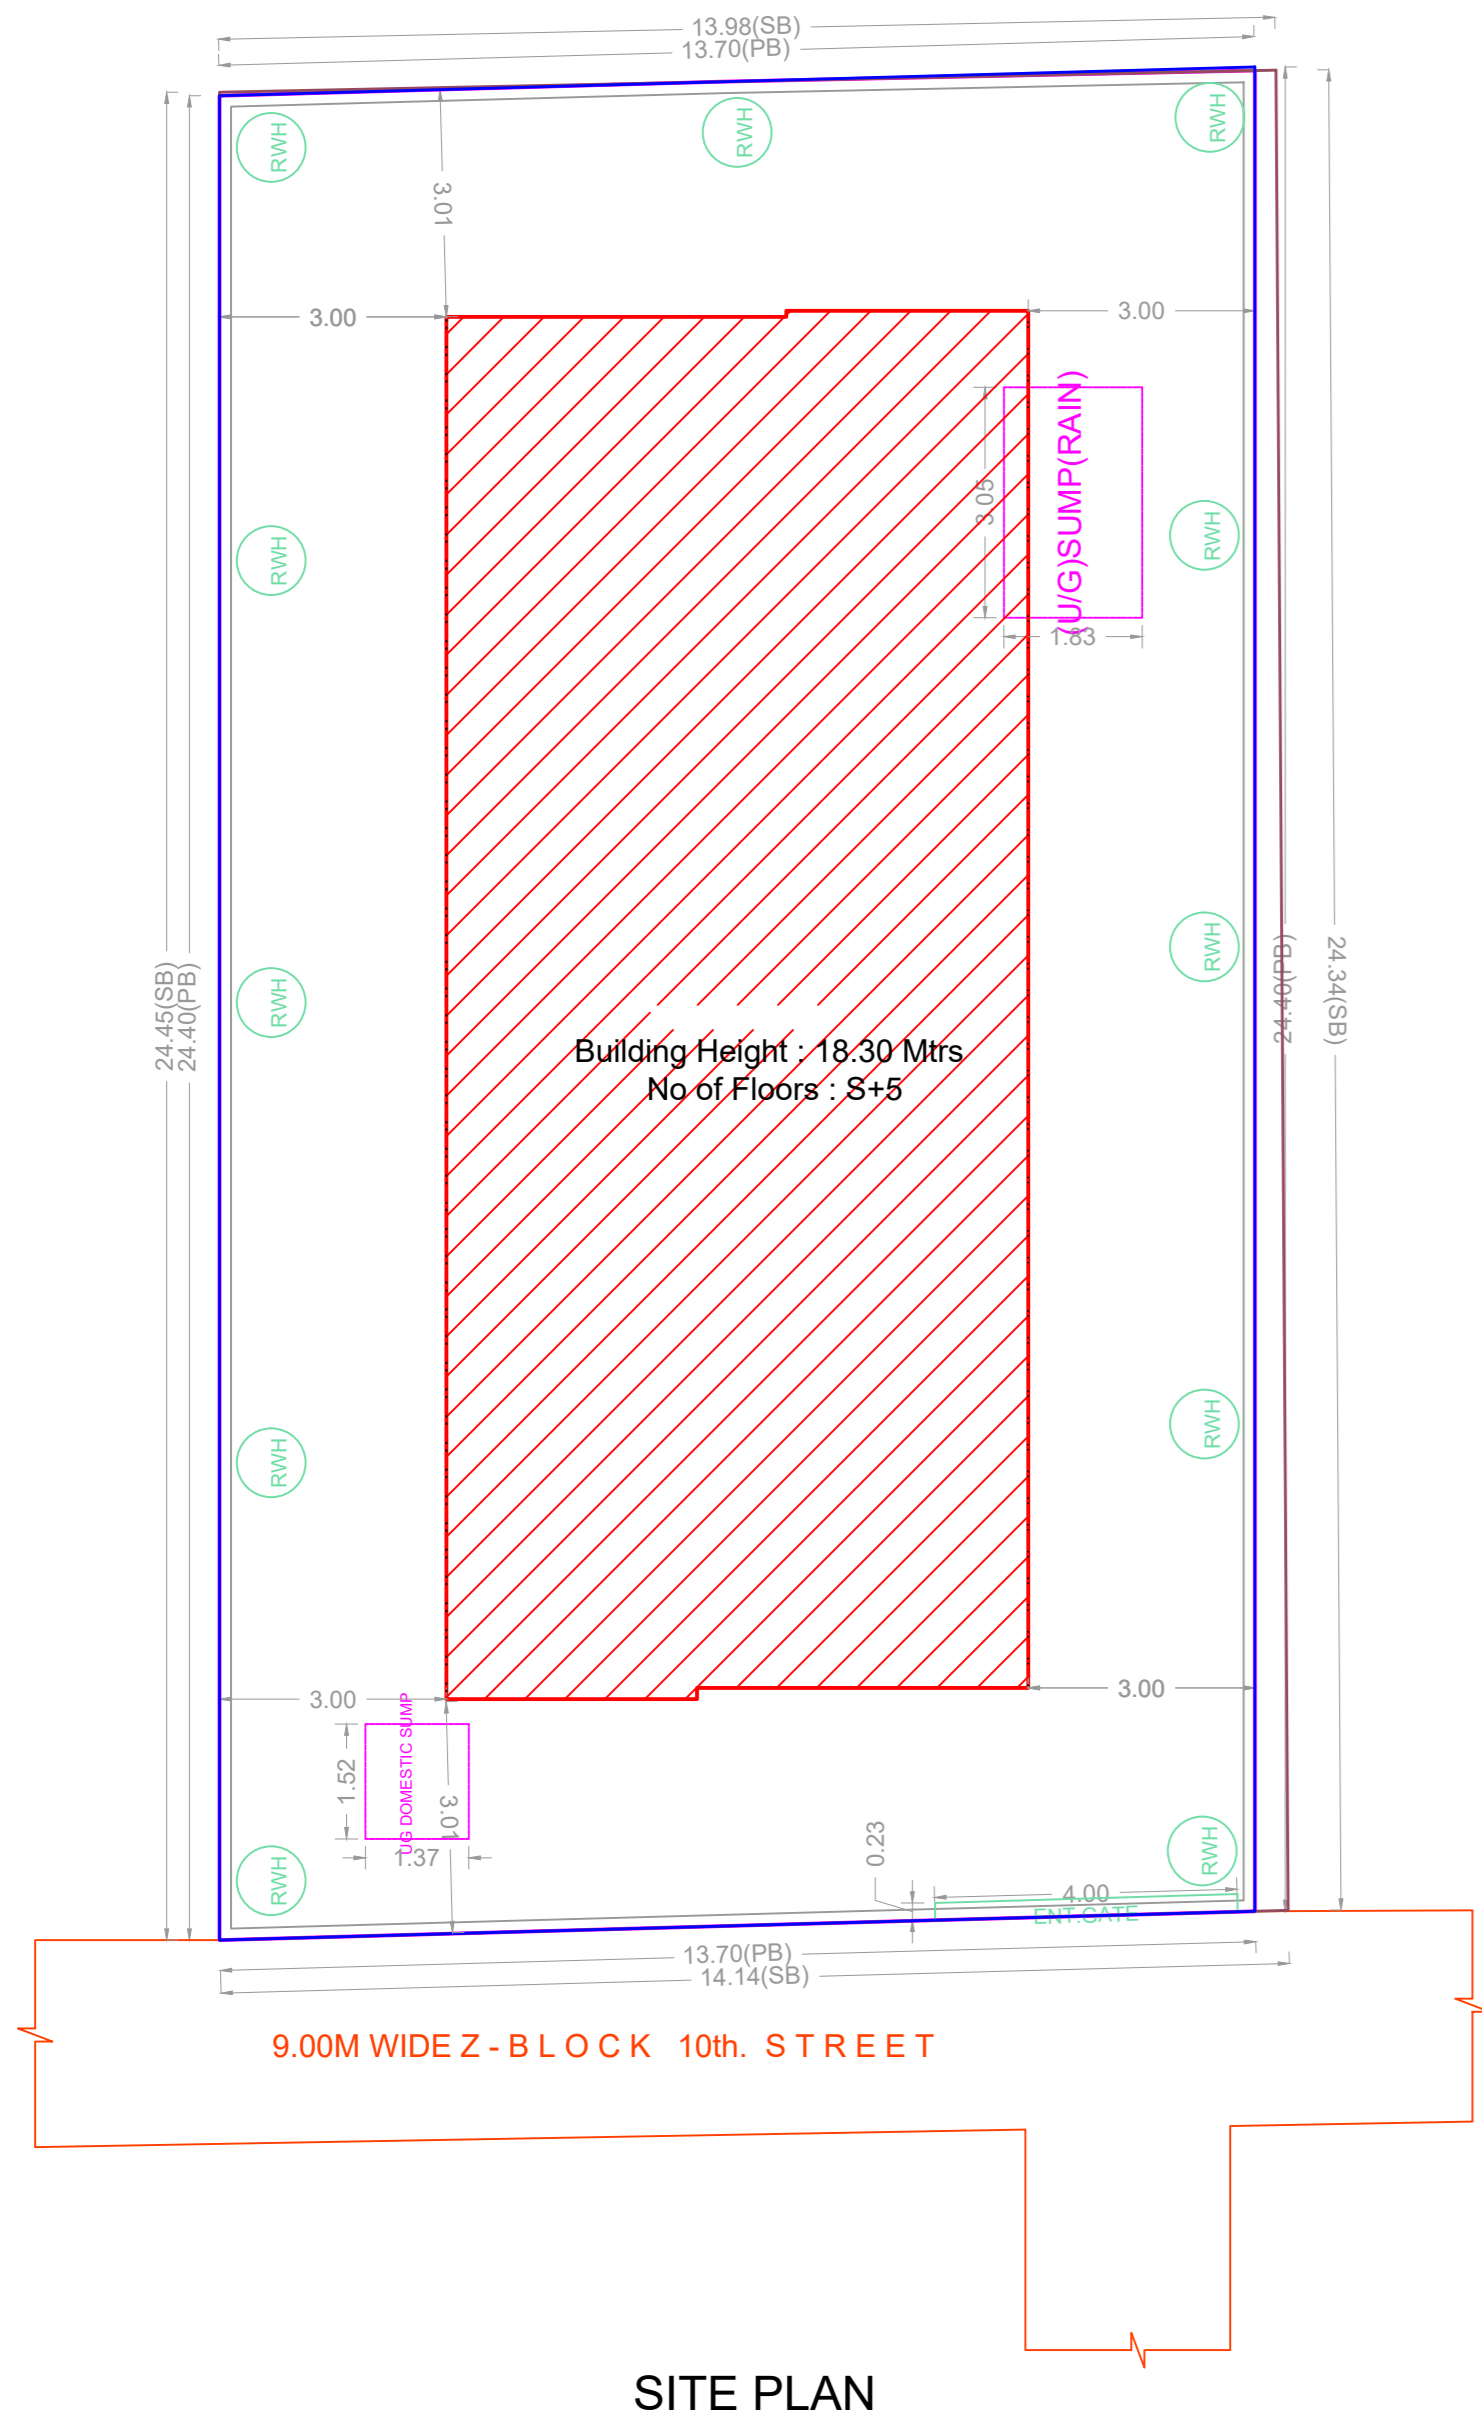 13.98(SB)
13.70(PB)
RWH
RWH
RWH
3.01
3.00
3.00
(U/G)SUMP(RAIN)
3.05
1.83
RWH
RWH
24.45(SB)
24.40(PB)
RWH
RWH
24.40(PB)
24.34(SB)
Building Height : 18.30 Mtrs
No of Floors : S+5
RWH
RWH
3.00
3.00
UG DOMESTIC SUMP
1.52
3.01
1.37
0.23
RWH
RWH
4.00
ENT.GATE
13.70(PB)
14.14(SB)
9.00M WIDE Z - B L O C K 10th. S T R E E T
SITE PLAN